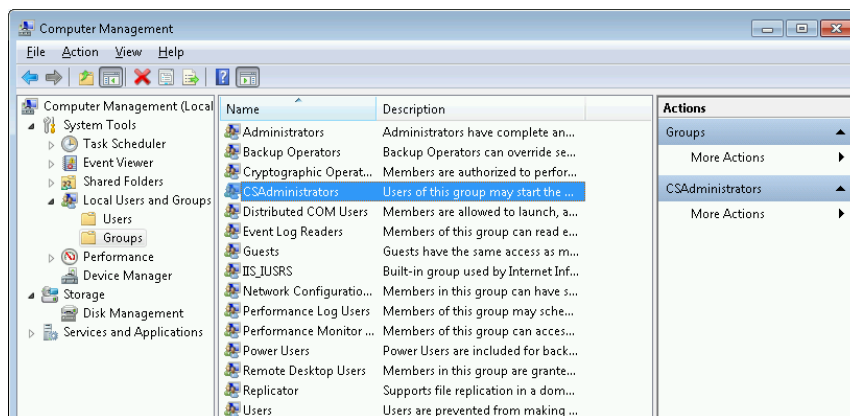 Computer Management
File Action View Help
Computer Management (Local
System Tools
Task Scheduler
Event Viewer
Shared Folders
Local Users and Groups
Users
Groups
Performance
Device Manager
Storage
Disk Management
Services and Applications
Name Description
Administrators Administrators have complete an...
Backup Operators Backup Operators can override se...
Cryptographic Operat... Members are authorized to perfor...
CSAdministrators Users of this group may start the ...
Distributed COM Users Members are allowed to launch, a...
Event Log Readers Members of this group can read e...
Guests Guests have the same access as m...
IIS_IUSRS Built-in group used by Internet Inf...
Network Configuratio... Members in this group can have s...
Performance Log Users Members of this group may sche...
Performance Monitor ... Members of this group can acces...
Power Users Power Users are included for back...
Remote Desktop Users Members in this group are grante...
Replicator Supports file replication in a dom...
Users Users are prevented from making ...
Actions
Groups
More Actions
CSAdministrators
More Actions